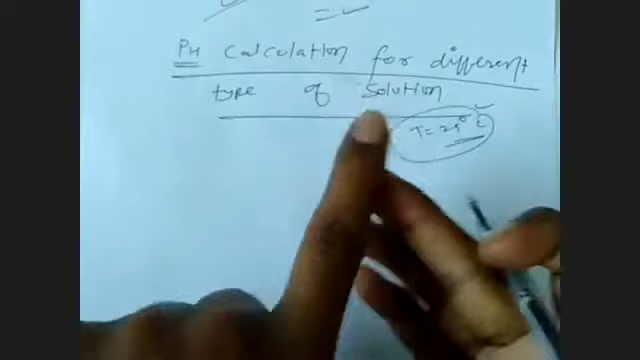 PH Calculation for different
type of Solution
T = 25°C